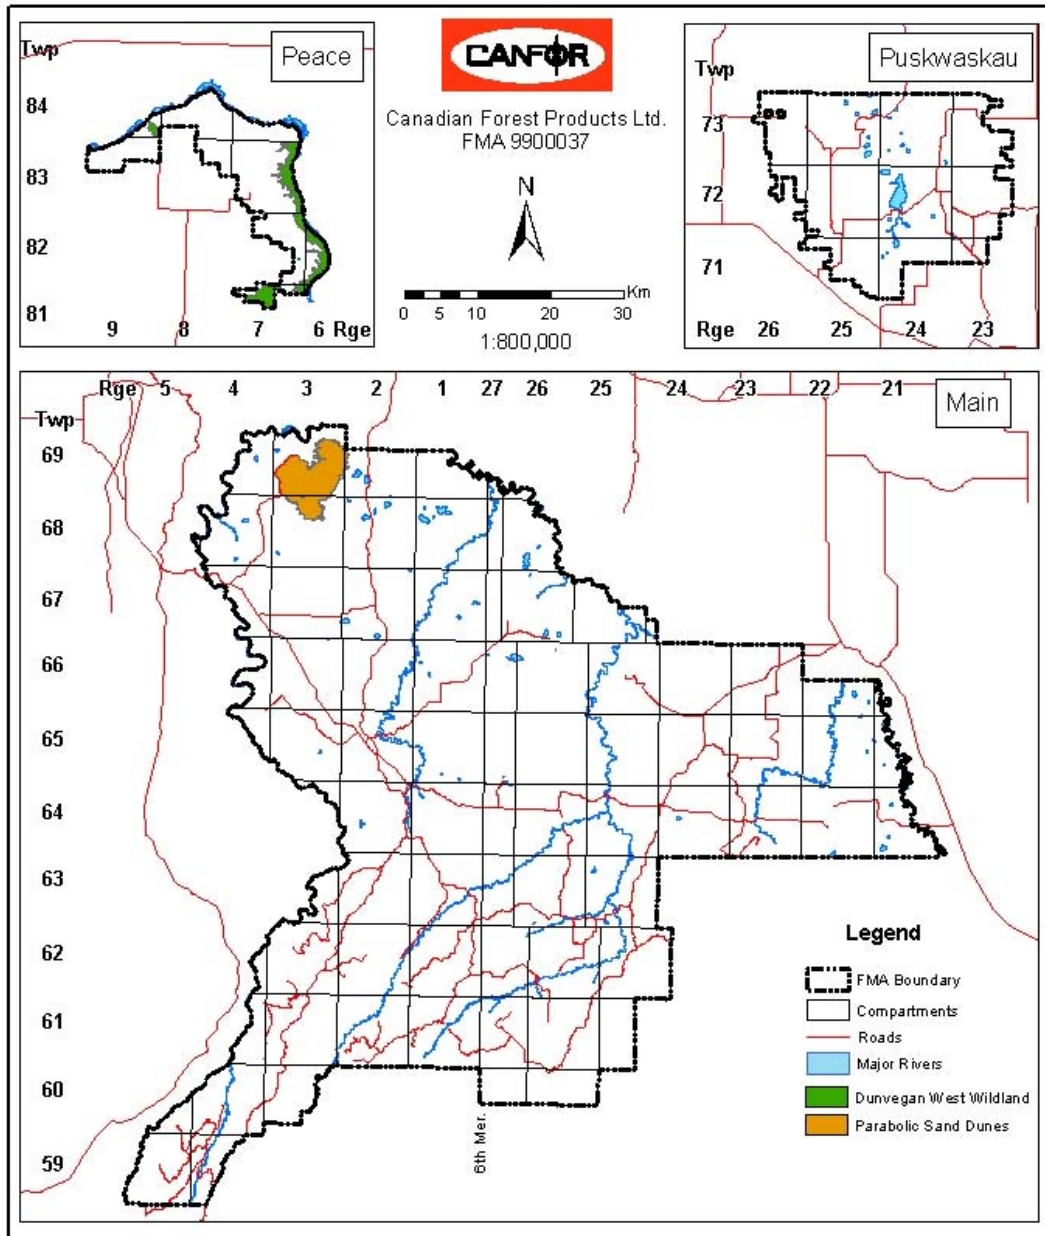 Twp
Peace
84
83
82
81
9 8 7 6 Rge
CANFOR
Canadian Forest Products Ltd.
FMA 9900037
N
Km
0 5 10 20 30
1:800,000
Puskwaskau
Twp
73
72
71
Rge 26 25 24 23
Rge 5 4 3 2 1 27 26 25 24 23 22 21
Main
Twp
69
68
67
66
65
64
63
62
61
60
59
6th Mer.
Legend
FMA Boundary
Compartments
Roads
Major Rivers
Dunvegan West Wildland
Parabolic Sand Dunes